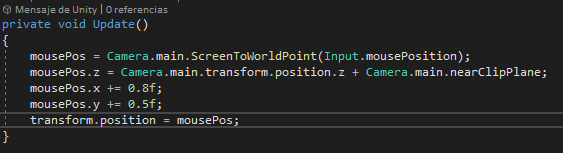 Mensaje de Unity | 0 referencias
private void Update()
{
mousePos = Camera.main.ScreenToWorldPoint(Input.mousePosition);
mousePos.z = Camera.main.transform.position.z + Camera.main.nearClipPlane;
mousePos.x += 0.8f;
mousePos.y += 0.5f;
transform.position = mousePos;
}